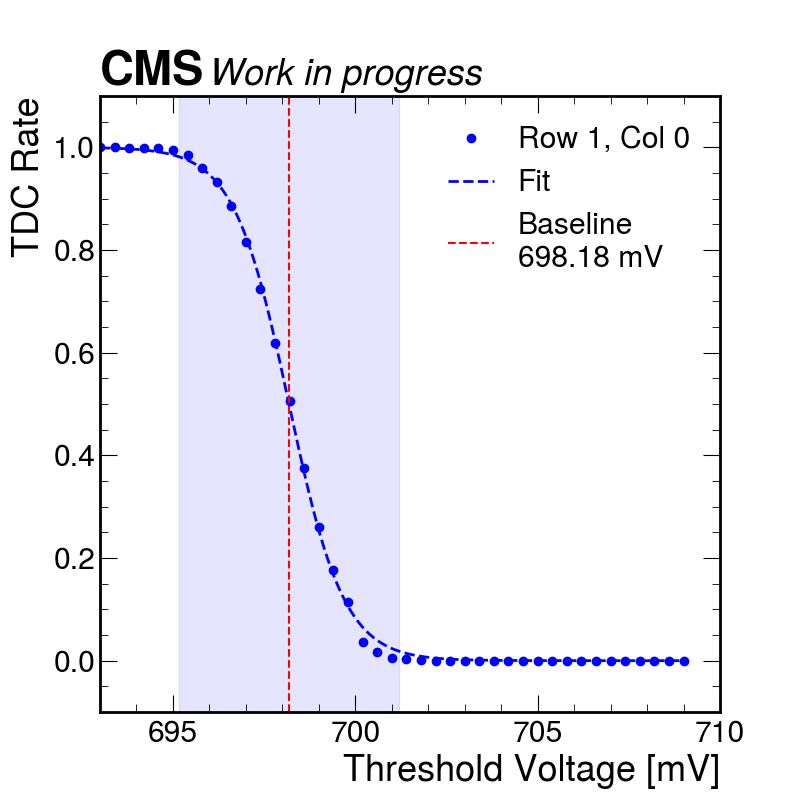 CMS Work in progress
TDC Rate
1.0
0.8
0.6
0.4
0.2
0.0
Row 1, Col 0
Fit
Baseline
698.18 mV
695 700 705 710
Threshold Voltage [mV]